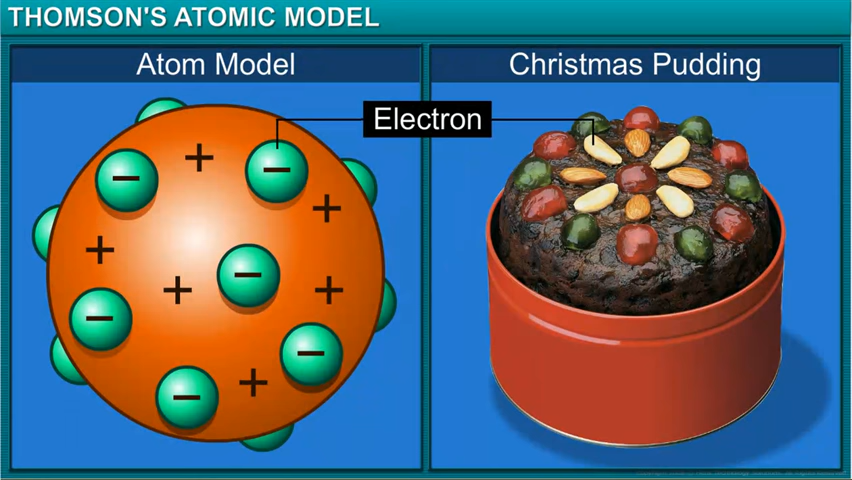 THOMSON'S ATOMIC MODEL
Atom Model
Christmas Pudding
Electron
− − − − − − −
+ + + + + +